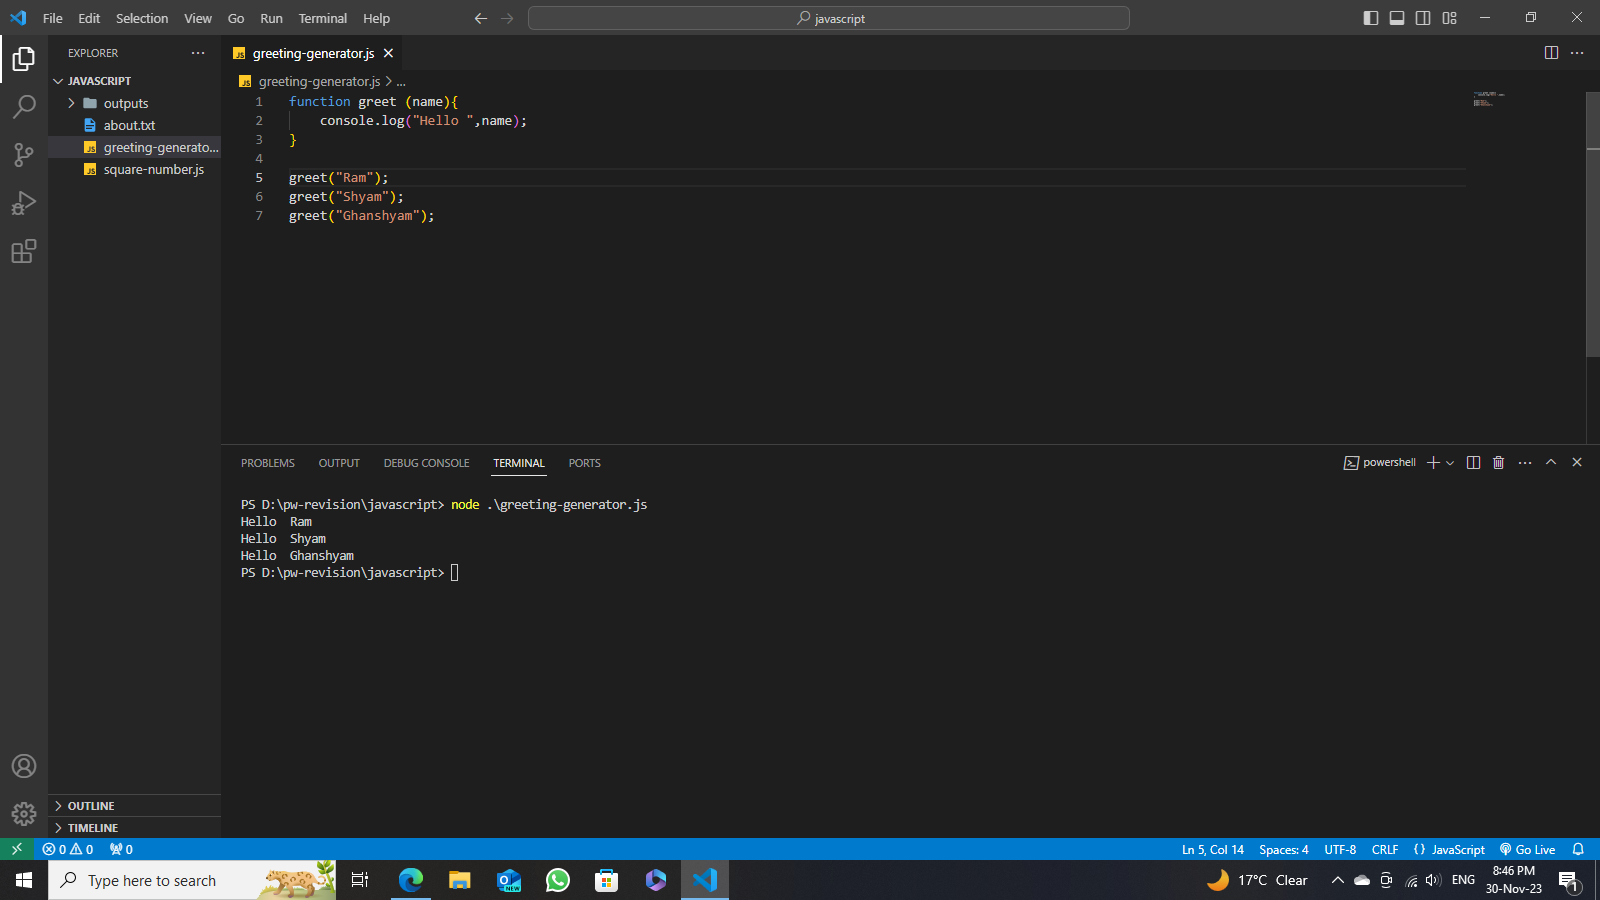 File Edit Selection View Go Run Terminal Help
javascript
EXPLORER
JAVASCRIPT
outputs
about.txt
greeting-generato...
square-number.js
OUTLINE
TIMELINE
greeting-generator.js
greeting-generator.js > ...
1 function greet (name){
2 console.log("Hello ",name);
3 }
4
5 greet("Ram");
6 greet("Shyam");
7 greet("Ghanshyam");
PROBLEMS OUTPUT DEBUG CONSOLE TERMINAL PORTS
powershell
PS D:\pw-revision\javascript> node .\greeting-generator.js
Hello  Ram
Hello  Shyam
Hello  Ghanshyam
PS D:\pw-revision\javascript>
0 0 0
Ln 5, Col 14 Spaces: 4 UTF-8 CRLF {} JavaScript Go Live
Type here to search
NEW
17°C Clear
ENG
8:46 PM
30-Nov-23
1